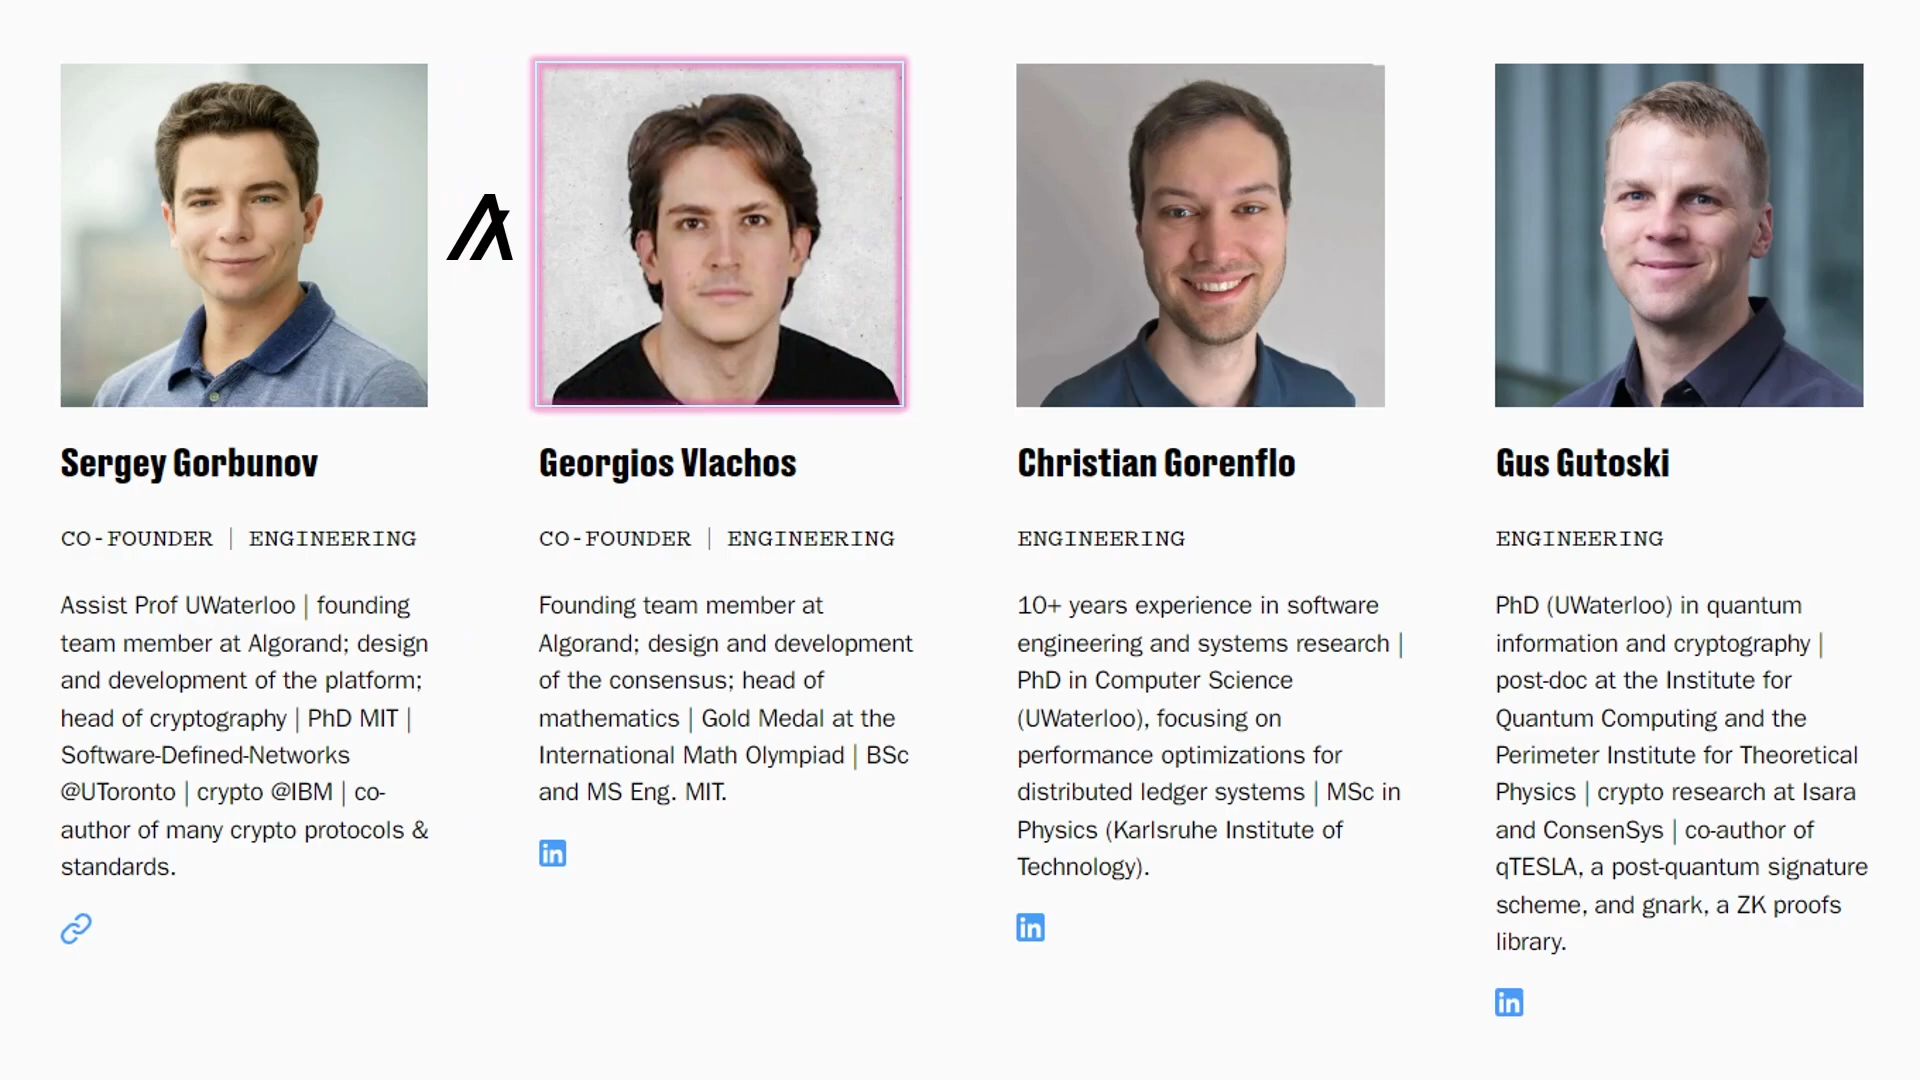 Sergey Gorbunov
CO-FOUNDER | ENGINEERING
Assist Prof UWaterloo | founding
team member at Algorand; design
and development of the platform;
head of cryptography | PhD MIT |
Software-Defined-Networks
@UToronto | crypto @IBM | co-
author of many crypto protocols &
standards.
Georgios Vlachos
CO-FOUNDER | ENGINEERING
Founding team member at
Algorand; design and development
of the consensus; head of
mathematics | Gold Medal at the
International Math Olympiad | BSc
and MS Eng. MIT.
in
Christian Gorenflo
ENGINEERING
10+ years experience in software
engineering and systems research |
PhD in Computer Science
(UWaterloo), focusing on
performance optimizations for
distributed ledger systems | MSc in
Physics (Karlsruhe Institute of
Technology).
in
Gus Gutoski
ENGINEERING
PhD (UWaterloo) in quantum
information and cryptography |
post-doc at the Institute for
Quantum Computing and the
Perimeter Institute for Theoretical
Physics | crypto research at Isara
and ConsenSys | co-author of
qTESLA, a post-quantum signature
scheme, and gnark, a ZK proofs
library.
in